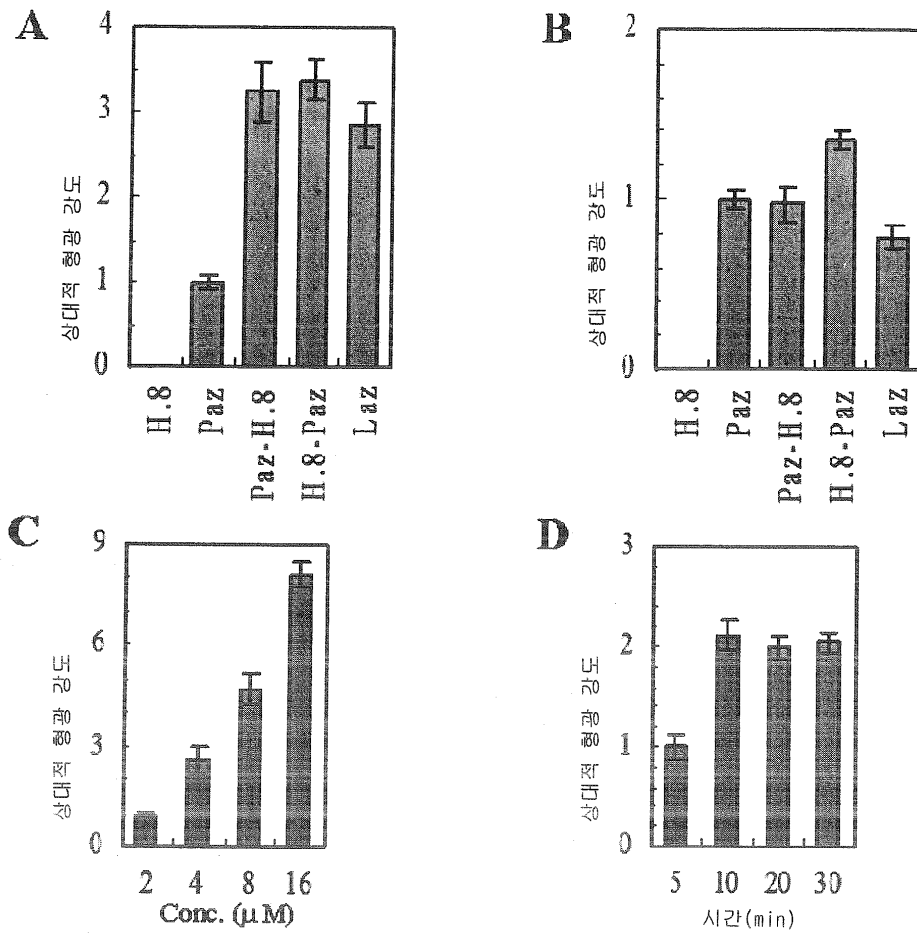 A
4
3
2
1
0
상대적 형광 강도
H.8
Paz
Paz-H.8
H.8-Paz
Laz
B
2
1
0
상대적 형광 강도
H.8
Paz
Paz-H.8
H.8-Paz
Laz
C
9
6
3
0
상대적 형광 강도
2 4 8 16
Conc. (μM)
D
3
2
1
0
상대적 형광 강도
5 10 20 30
시간(min)